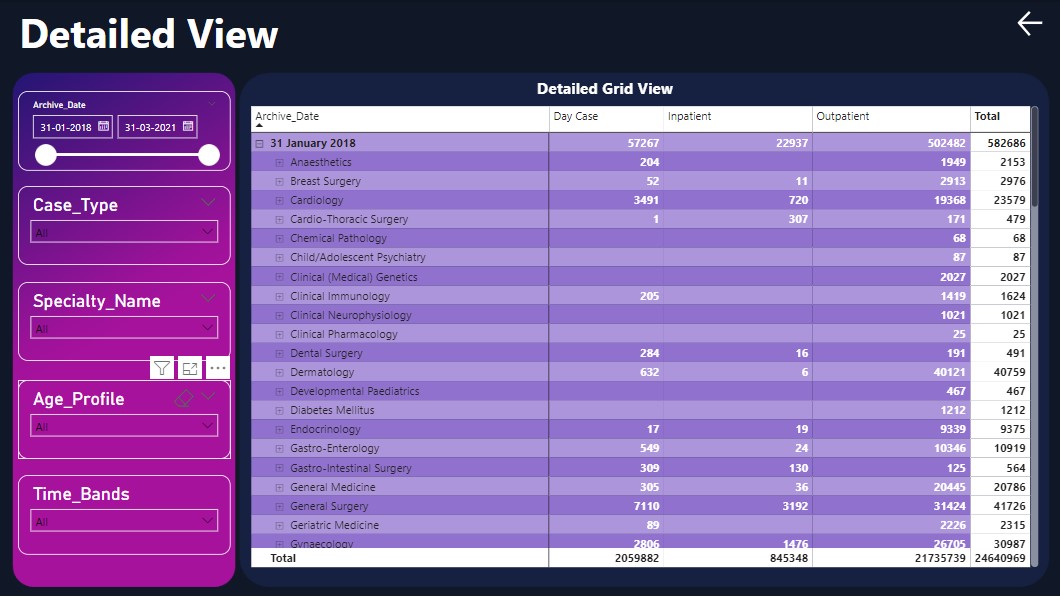 Detailed View
Archive_Date
31-01-2018 31-03-2021
Case_Type
All
Specialty_Name
All
Age_Profile
All
Time_Bands
All
Detailed Grid View
Archive_Date Day Case Inpatient Outpatient Total
31 January 2018 57267 22937 502482 582686
Anaesthetics 204 1949 2153
Breast Surgery 52 11 2913 2976
Cardiology 3491 720 19368 23579
Cardio-Thoracic Surgery 1 307 171 479
Chemical Pathology 68 68
Child/Adolescent Psychiatry 87 87
Clinical (Medical) Genetics 2027 2027
Clinical Immunology 205 1419 1624
Clinical Neurophysiology 1021 1021
Clinical Pharmacology 25 25
Dental Surgery 284 16 191 491
Dermatology 632 6 40121 40759
Developmental Paediatrics 467 467
Diabetes Mellitus 1212 1212
Endocrinology 17 19 9339 9375
Gastro-Enterology 549 24 10346 10919
Gastro-Intestinal Surgery 309 130 125 564
General Medicine 305 36 20445 20786
General Surgery 7110 3192 31424 41726
Geriatric Medicine 89 2226 2315
Gynaecology 2806 1476 26705 30987
Total 2059882 845348 21735739 24640969